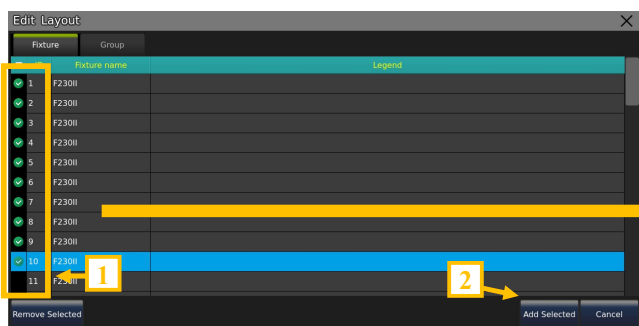 Edit Layout
Fixture Group
ID Fixture name Legend
1 F230II
2 F230II
3 F230II
4 F230II
5 F230II
6 F230II
7 F230II
8 F230II
9 F230II
10 F230II
11 F230II
1
2
Remove Selected Add Selected Cancel